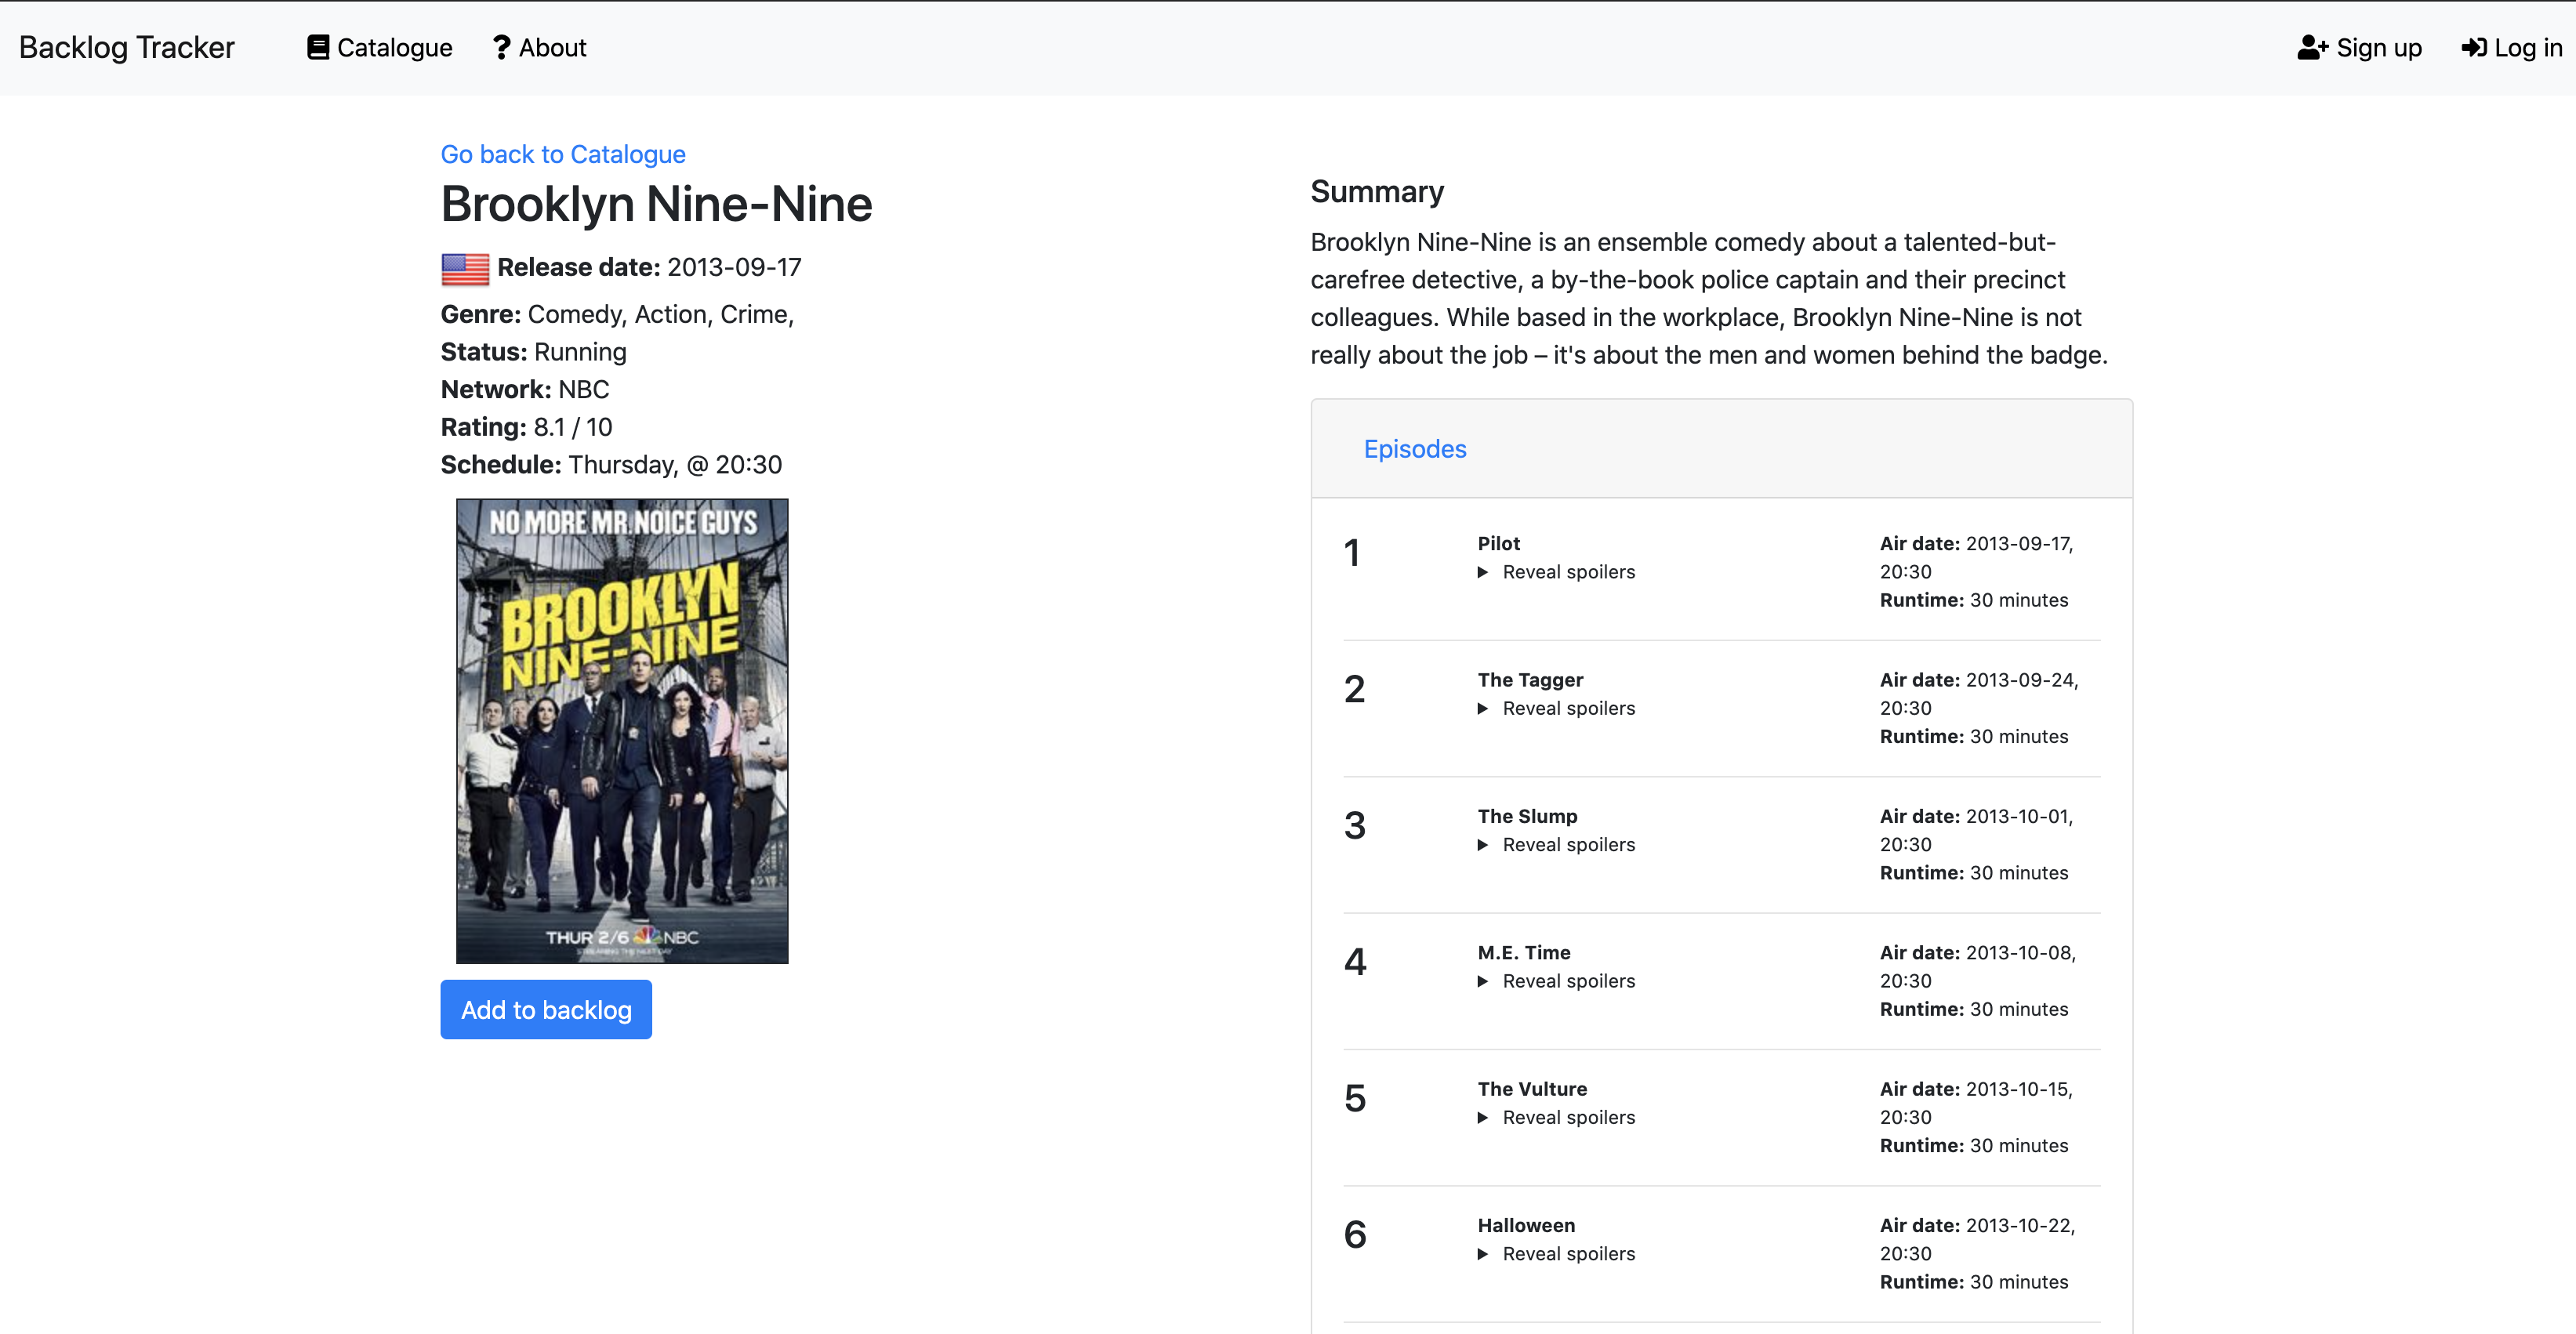 Backlog Tracker
Catalogue
? About
Sign up
Log in
Go back to Catalogue
Brooklyn Nine-Nine
Release date: 2013-09-17
Genre: Comedy, Action, Crime,
Status: Running
Network: NBC
Rating: 8.1 / 10
Schedule: Thursday, @ 20:30
NO MORE MR. NOICE GUYS
BROOKLYN
NINE-NINE
THUR 2/6 NBC
STREAMING THE NEXT DAY
Add to backlog
Summary
Brooklyn Nine-Nine is an ensemble comedy about a talented-but-
carefree detective, a by-the-book police captain and their precinct
colleagues. While based in the workplace, Brooklyn Nine-Nine is not
really about the job – it's about the men and women behind the badge.
Episodes
1
Pilot
Reveal spoilers
Air date: 2013-09-17,
20:30
Runtime: 30 minutes
2
The Tagger
Reveal spoilers
Air date: 2013-09-24,
20:30
Runtime: 30 minutes
3
The Slump
Reveal spoilers
Air date: 2013-10-01,
20:30
Runtime: 30 minutes
4
M.E. Time
Reveal spoilers
Air date: 2013-10-08,
20:30
Runtime: 30 minutes
5
The Vulture
Reveal spoilers
Air date: 2013-10-15,
20:30
Runtime: 30 minutes
6
Halloween
Reveal spoilers
Air date: 2013-10-22,
20:30
Runtime: 30 minutes